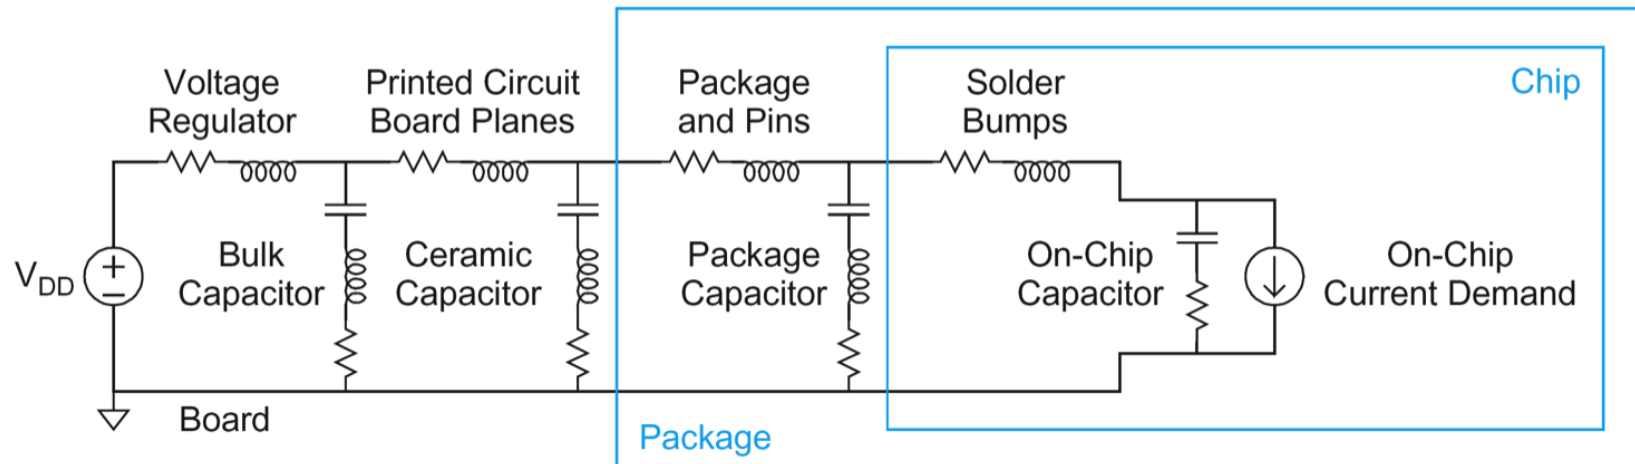 Voltage
Regulator
Printed Circuit
Board Planes
Package
and Pins
Solder
Bumps
Chip
VDD
+
−
Bulk
Capacitor
Ceramic
Capacitor
Package
Capacitor
On-Chip
Capacitor
On-Chip
Current Demand
Board
Package